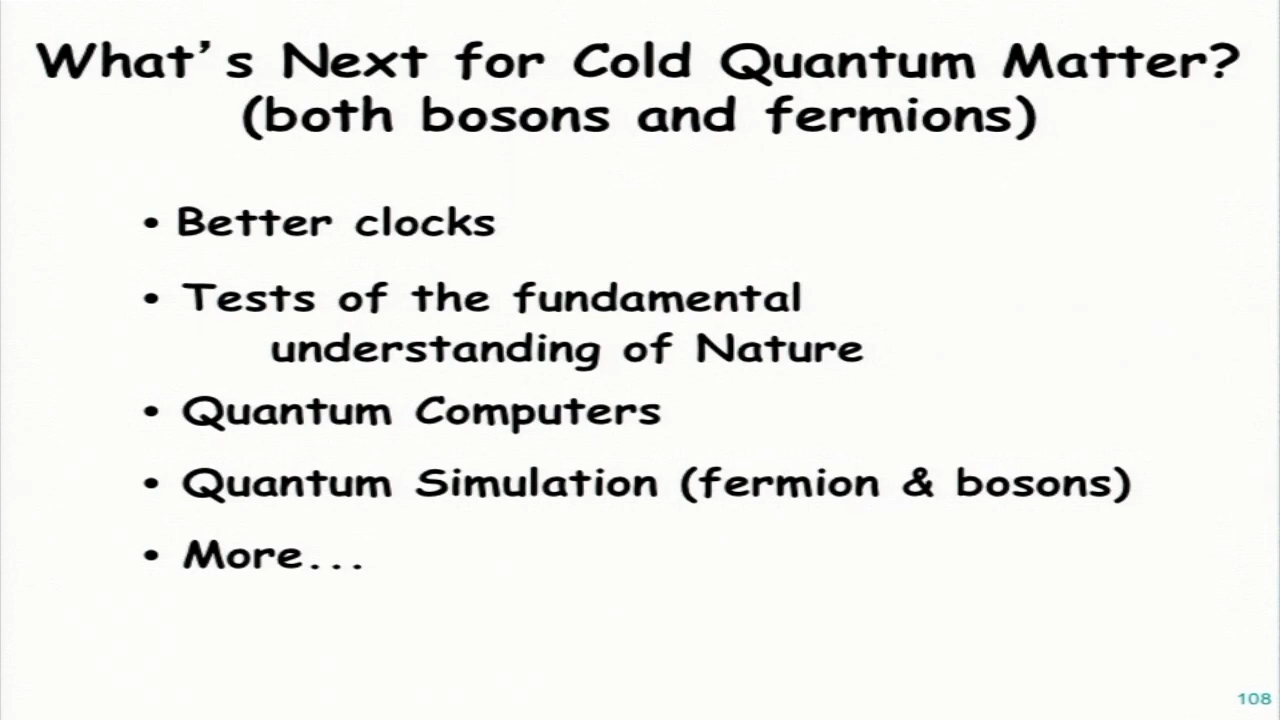 What's Next for Cold Quantum Matter?
(both bosons and fermions)
• Better clocks
• Tests of the fundamental
understanding of Nature
• Quantum Computers
• Quantum Simulation (fermion & bosons)
• More...
108